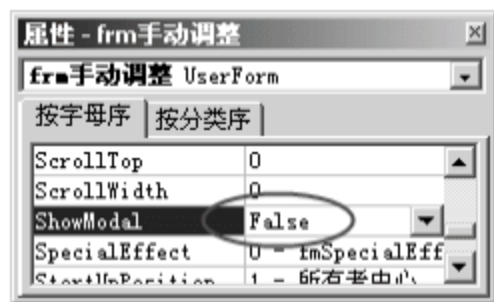 属性 - frm手动调整
frm手动调整 UserForm
按字母序 按分类序
ScrollTop 0
ScrollWidth 0
ShowModal False
SpecialEffect 0 - fmSpecialEff
StartUpPosition 1 - 所有者中心